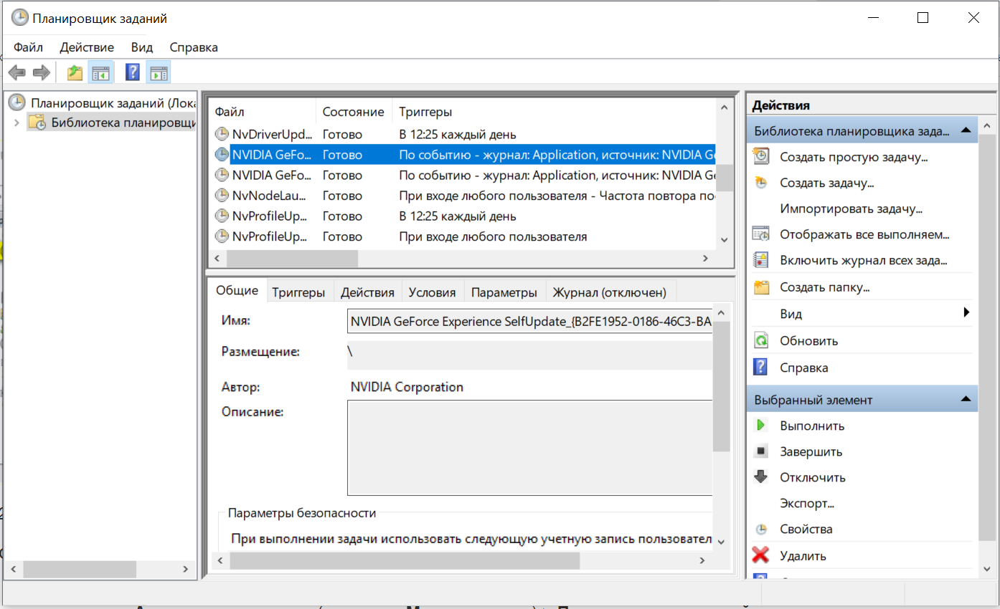 Планировщик заданий
Файл Действие Вид Справка
Планировщик заданий (Лока
Библиотека планировщи
Файл Состояние Триггеры
NvDriverUpd... Готово В 12:25 каждый день
NVIDIA GeFo... Готово По событию - журнал: Application, источник: NVIDIA Ge
NVIDIA GeFo... Готово По событию - журнал: Application, источник: NVIDIA Ge
NvNodeLau... Готово При входе любого пользователя - Частота повтора по
NvProfileUp... Готово В 12:25 каждый день
NvProfileUp... Готово При входе любого пользователя
Общие Триггеры Действия Условия Параметры Журнал (отключен)
Имя: NVIDIA GeForce Experience SelfUpdate_{B2FE1952-0186-46C3-BA
Размещение: \
Автор: NVIDIA Corporation
Описание:
Параметры безопасности
При выполнении задачи использовать следующую учетную запись пользовател
Действия
Библиотека планировщика зада...
Создать простую задачу...
Создать задачу...
Импортировать задачу...
Отображать все выполняем...
Включить журнал всех зада...
Создать папку...
Вид
Обновить
Справка
Выбранный элемент
Выполнить
Завершить
Отключить
Экспорт...
Свойства
Удалить